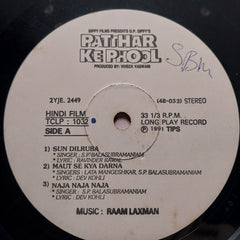 SIPPY FILMS PRESENTS G.P. SIPPY'S
PATTHAR
KE PHOOL
PRODUCED BY: VIVEK VASWANI
S.B.M
2YJE. 2449
(48-033) STEREO
HINDI FILM
TCLP : 1032
SIDE A
33 1/3 R.P.M.
LONG PLAY RECORD
℗ 1991 TIPS
1) SUN DILRUBA
• SINGER : S.P. BALASUBRAMANIAM
• LYRIC : RAVINDER RAWAL
2) MAUT SE KYA DARNA
• SINGERS : LATA MANGESHKAR, S.P. BALASUBRAMANIAM
• LYRIC : DEV KOHLI
3) NAJA NAJA NAJA
• SINGER : S.P. BALASUBRAMANIAM
• LYRIC : DEV KOHLI
MUSIC : RAAM LAXMAN